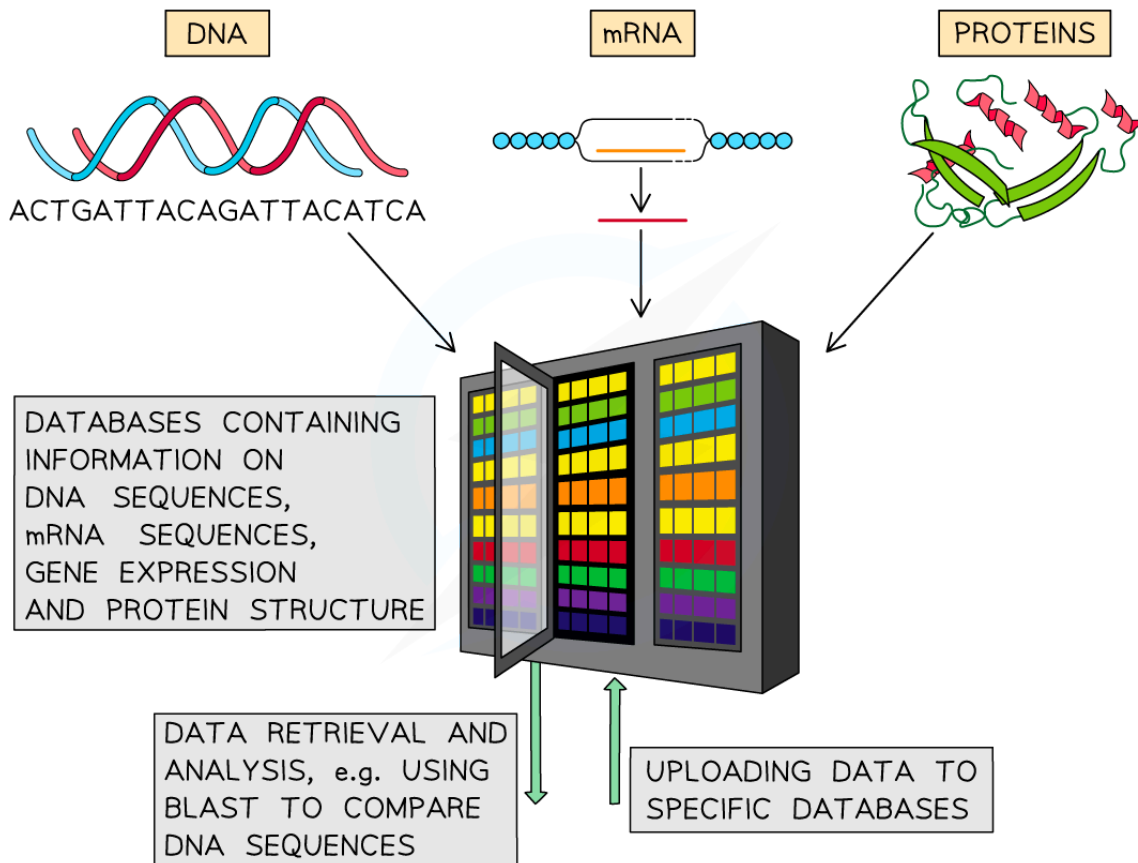 DNA
mRNA
PROTEINS
ACTGATTACAGATTACATCA
DATABASES CONTAINING
INFORMATION ON
DNA SEQUENCES,
mRNA SEQUENCES,
GENE EXPRESSION
AND PROTEIN STRUCTURE
DATA RETRIEVAL AND
ANALYSIS, e.g. USING
BLAST TO COMPARE
DNA SEQUENCES
UPLOADING DATA TO
SPECIFIC DATABASES